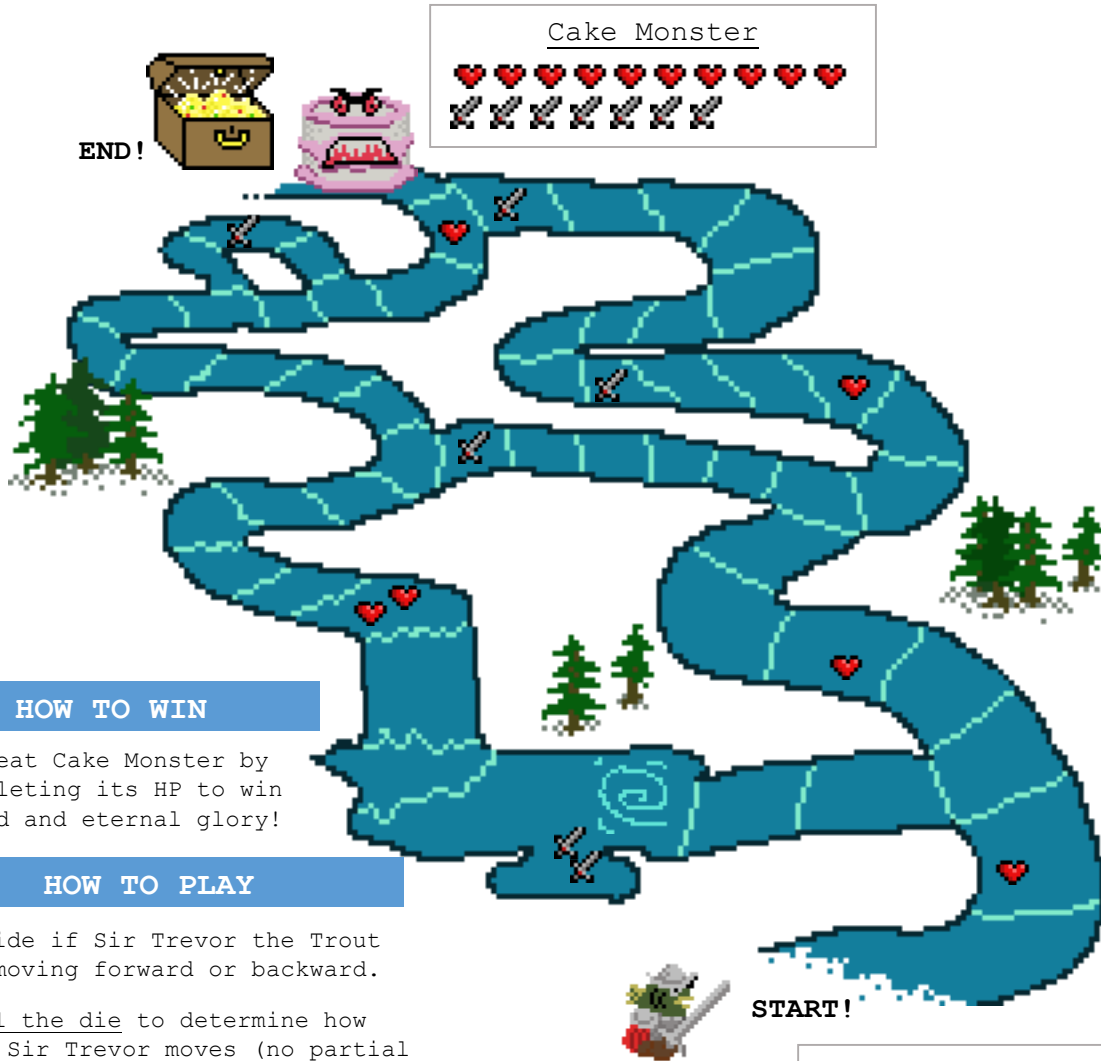 Cake Monster
END!
HOW TO WIN
eat Cake Monster by
leting its HP to win
d and eternal glory!
HOW TO PLAY
ide if Sir Trevor the Trout
moving forward or backward.
l the die to determine how
Sir Trevor moves (no partial
START!